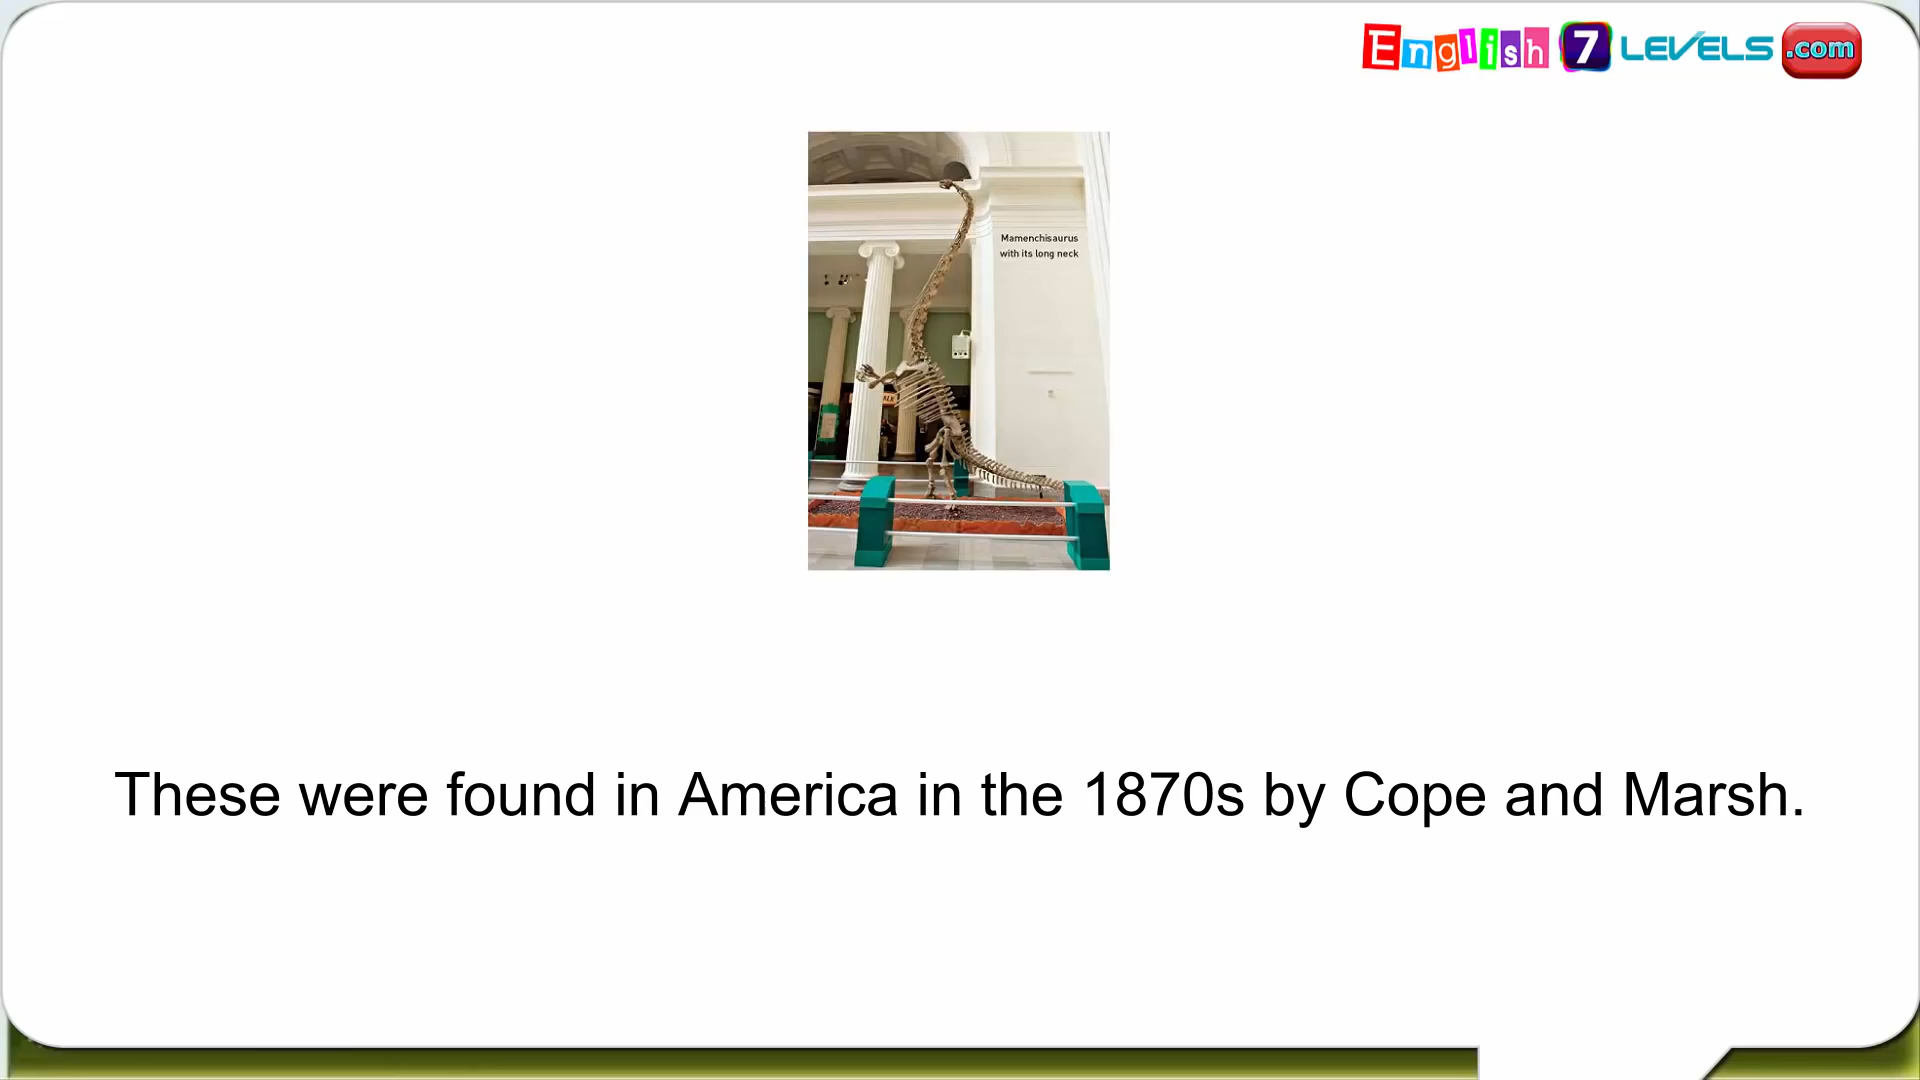 English 7 LEVELS .com
Mamenchisaurus
with its long neck
These were found in America in the 1870s by Cope and Marsh.